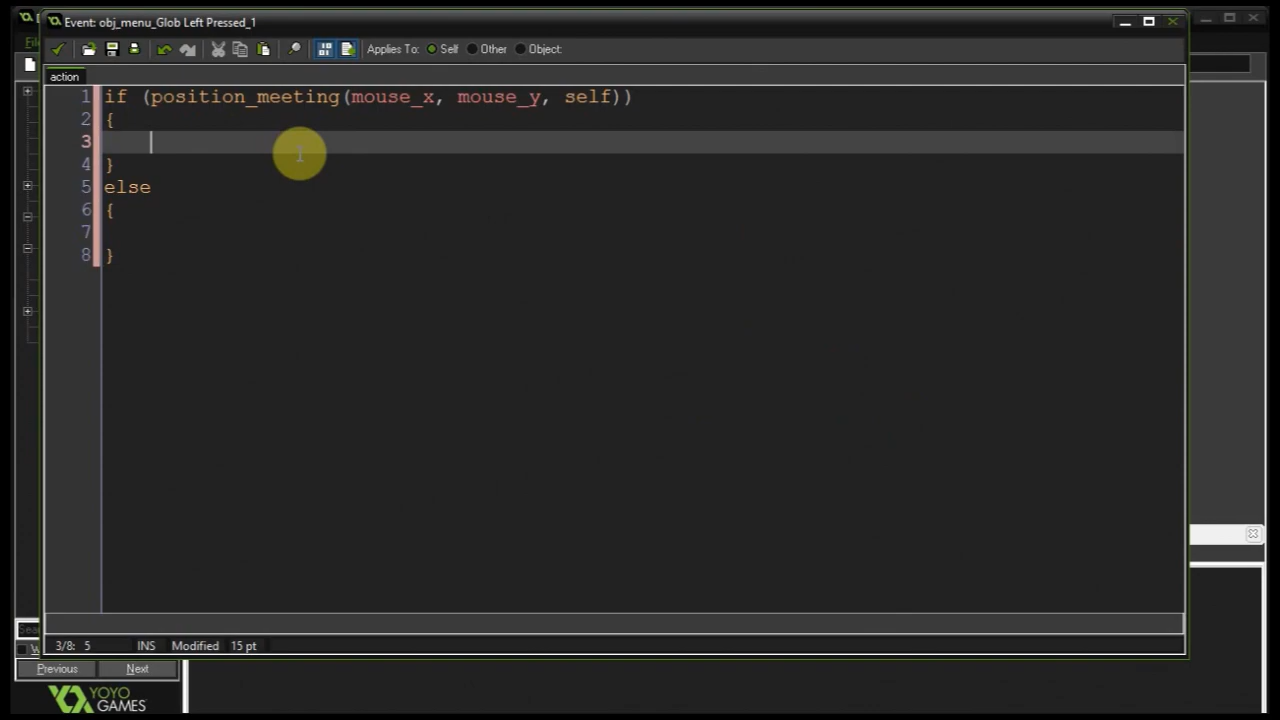 Event: obj_menu_Glob Left Pressed_1
Applies To: Self Other Object:
action
1 if (position_meeting(mouse_x, mouse_y, self))
2 {
3
4 }
5 else
6 {
7
8 }
3/8: 5 INS Modified 15 pt
Previous Next
YOYO
GAMES